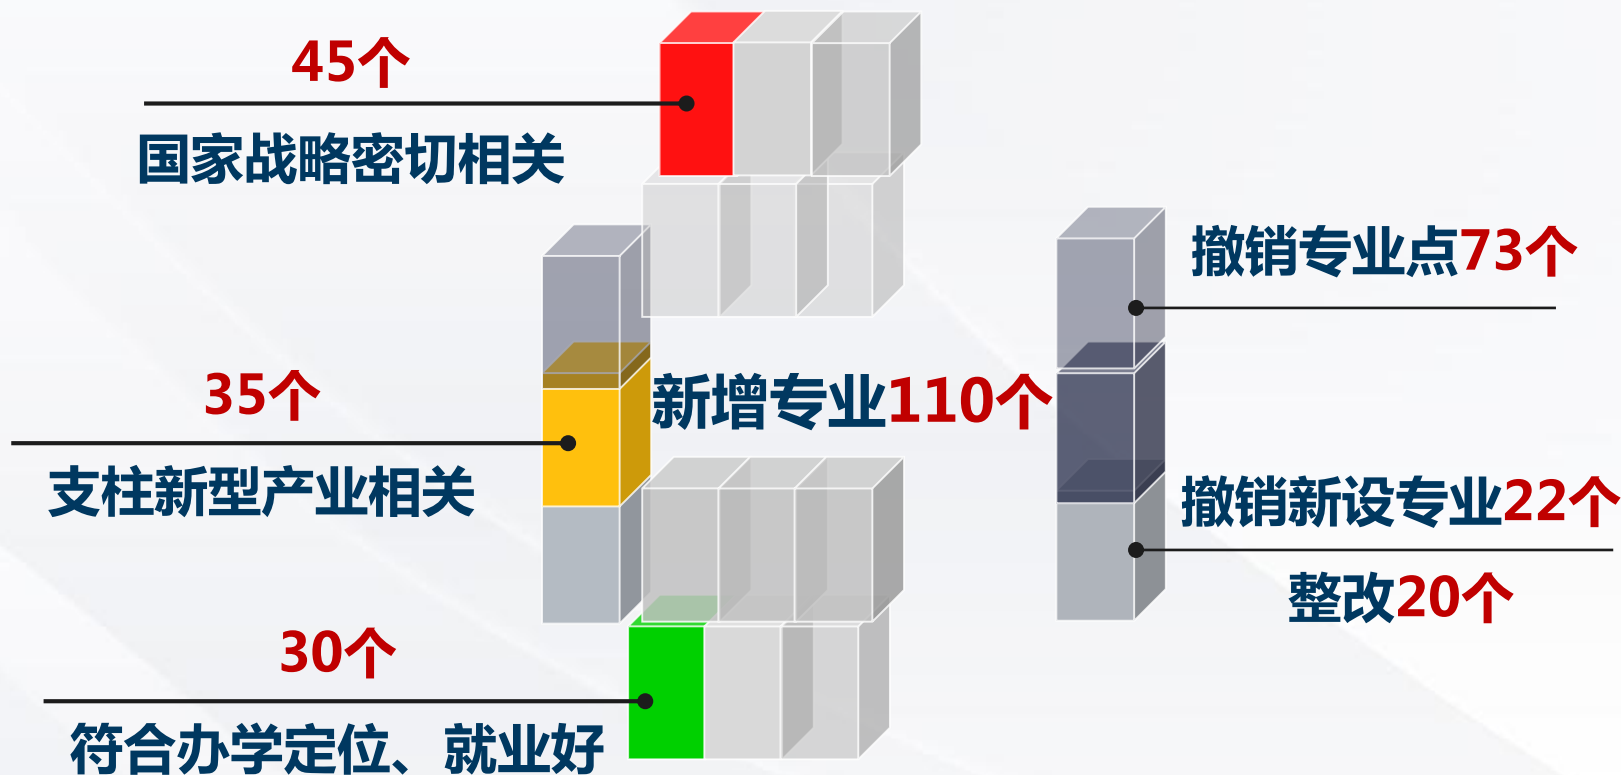 45个
国家战略密切相关
撤销专业点73个
35个
新增专业110个
支柱新型产业相关
撤销新设专业22个
整改20个
30个
符合办学定位、就业好